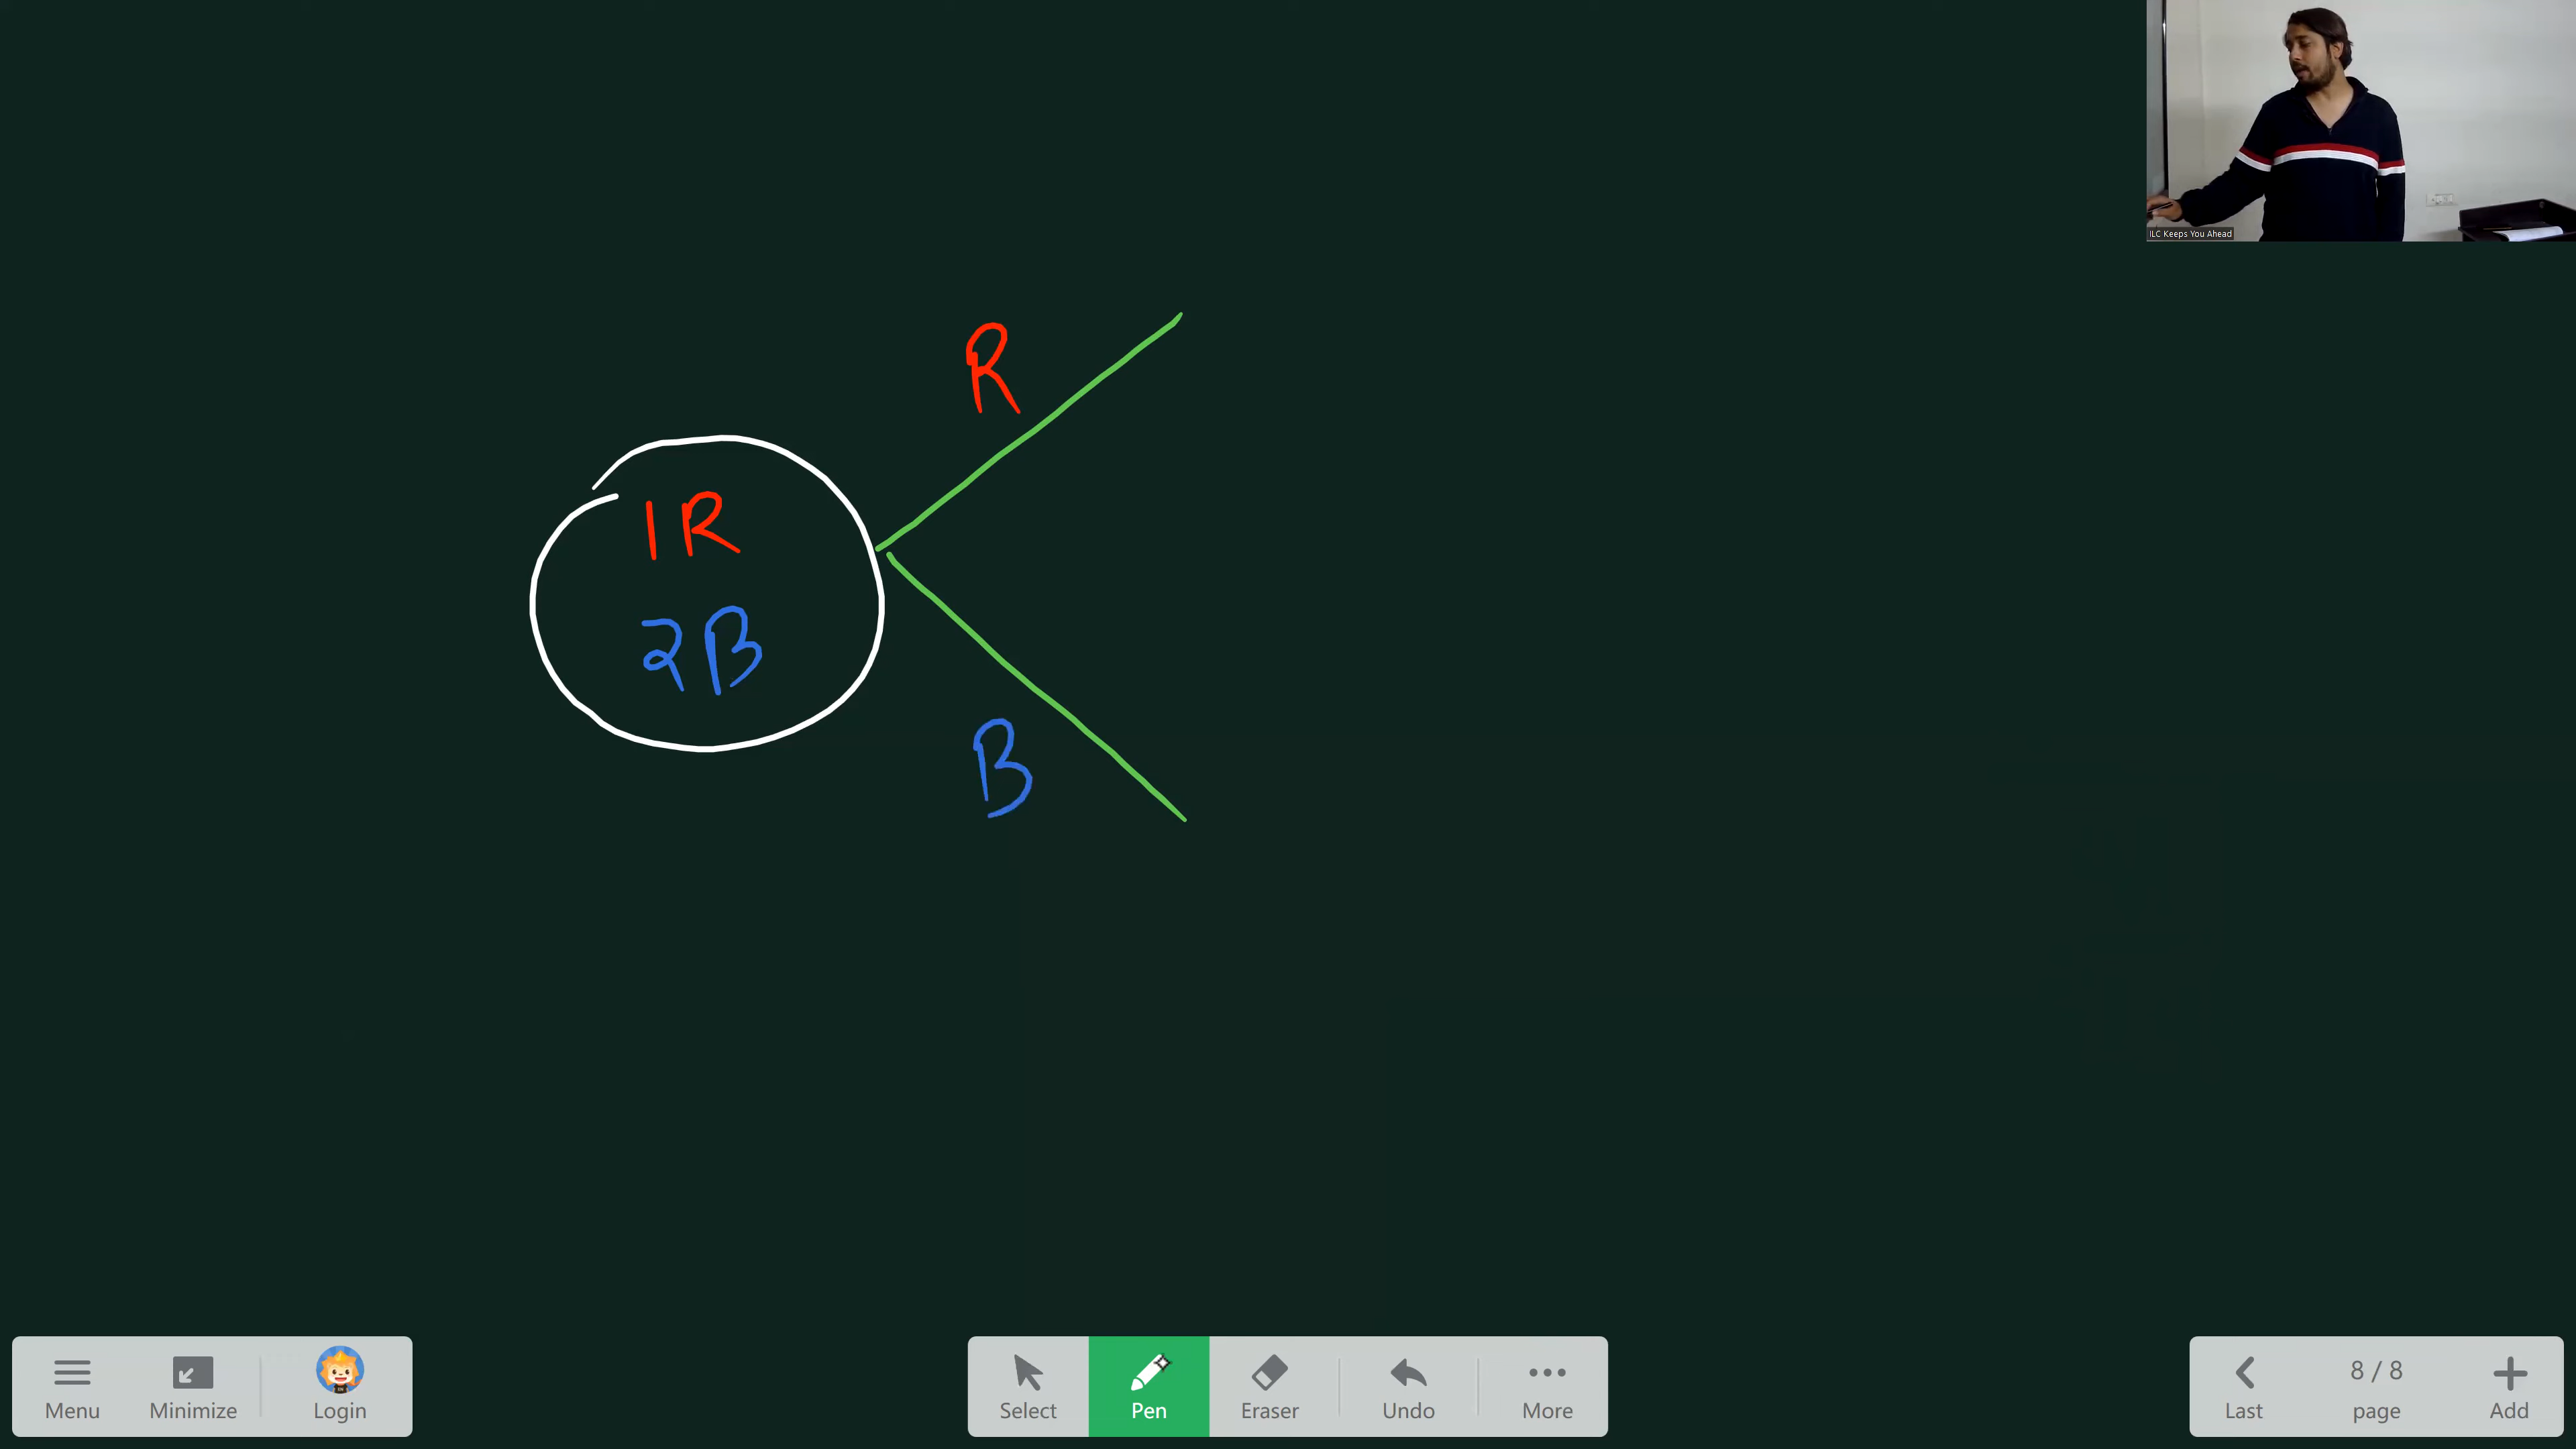 ILC Keeps You Ahead
R
1R
2B
B
Menu
Minimize
Login
Select
Pen
Eraser
Undo
More
Last
8 / 8
page
Add